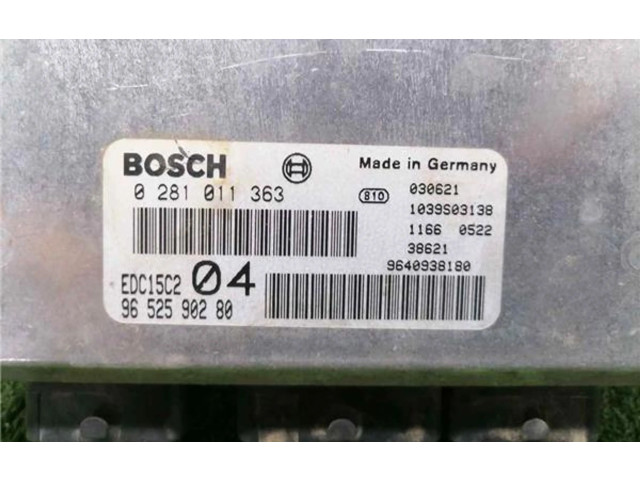 BOSCH
Made in Germany
0 281 011 363
810
030621
1039S03138
1166 0522
38621
9640938180
EDC15C2 04
96 525 902 80